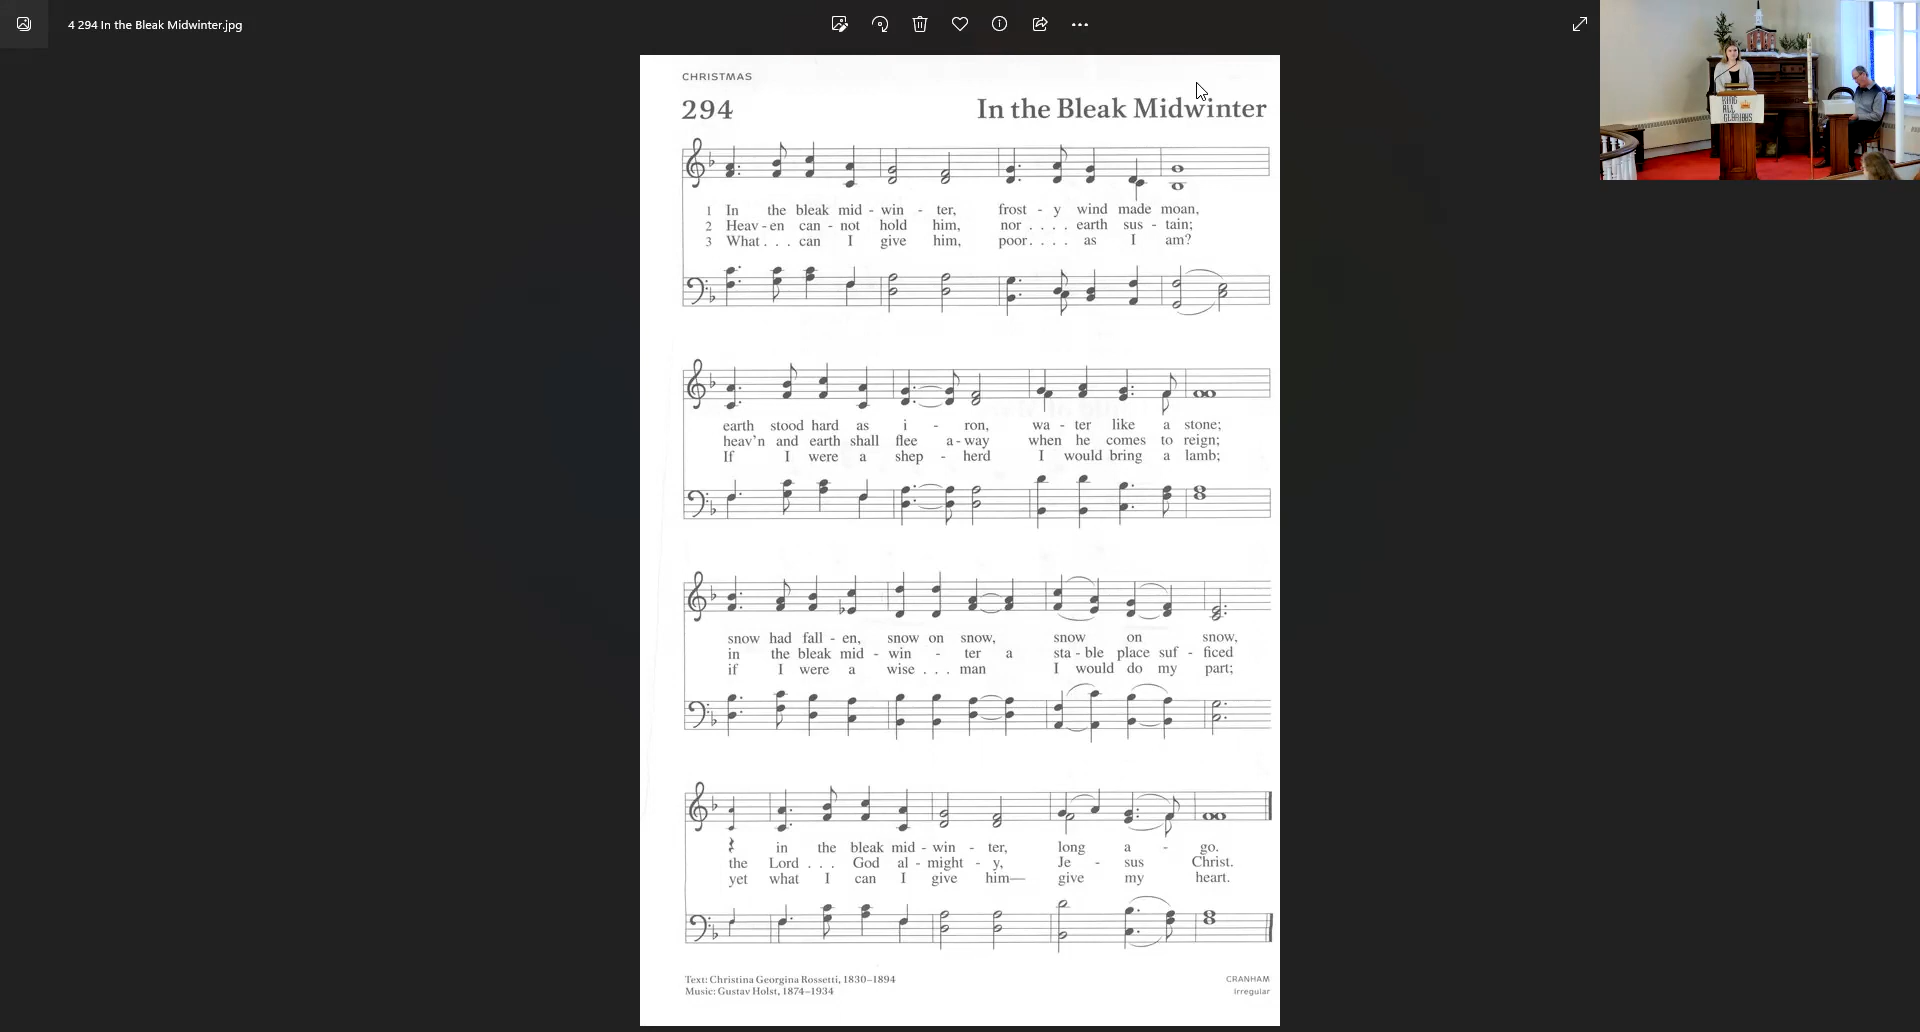 4 294 In the Bleak Midwinter.jpg
KING
ALL
GLORIOUS
CHRISTMAS
294 In the Bleak Midwinter
1 In the bleak mid - win - ter, frost - y wind made moan,
2 Heav - en can - not hold him, nor . . . . earth sus - tain;
3 What . . . can I give him, poor . . . . as I am?
earth stood hard as i - ron, wa - ter like a stone;
heav'n and earth shall flee a - way when he comes to reign;
If I were a shep - herd I would bring a lamb;
snow had fall - en, snow on snow, snow on snow,
in the bleak mid - win - ter a sta - ble place suf - ficed
if I were a wise . . . man I would do my part;
in the bleak mid - win - ter, long a - go.
the Lord . . . God al - might - y, Je - sus Christ.
yet what I can I give him— give my heart.
Text: Christina Georgina Rossetti, 1830–1894
Music: Gustav Holst, 1874–1934
CRANHAM
Irregular